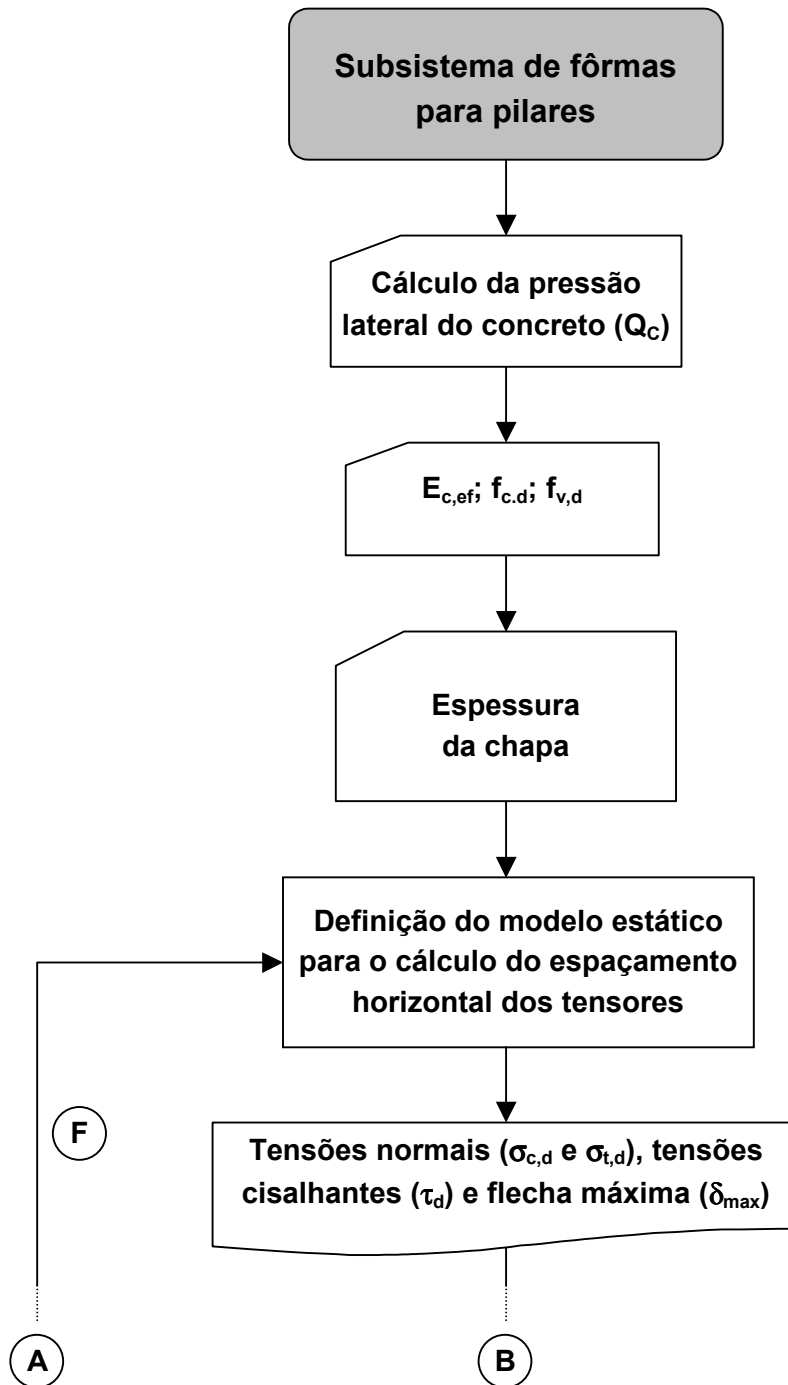 Subsistema de fôrmas
para pilares
Cálculo da pressão
lateral do concreto (Q_C)
E_c,ef; f_c.d; f_v,d
Espessura
da chapa
Definição do modelo estático
para o cálculo do espaçamento
horizontal dos tensores
F
Tensões normais (σ_c,d e σ_t,d), tensões
cisalhantes (τ_d) e flecha máxima (δ_max)
A
B